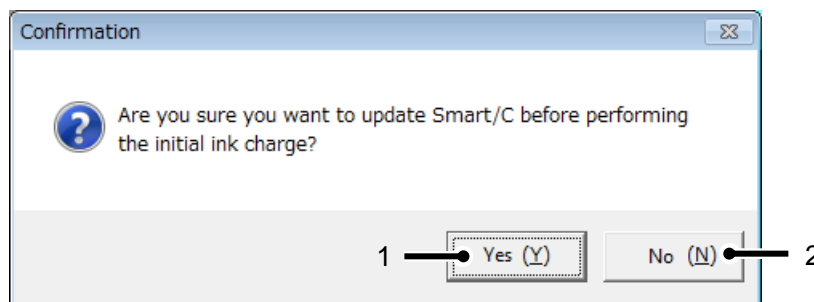 Confirmation
Are you sure you want to update Smart/C before performing
the initial ink charge?
1 Yes (Y) No (N) 2